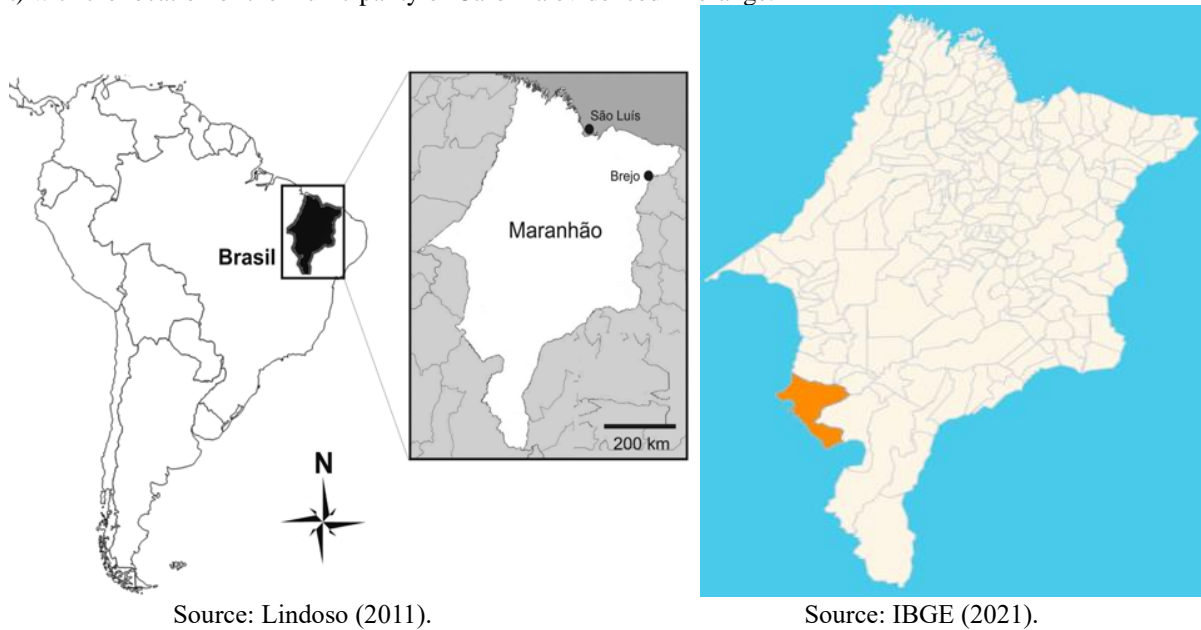 São Luís
Brejo
Maranhão
Brasil
200 km
N
Source: Lindoso (2011).
Source: IBGE (2021).